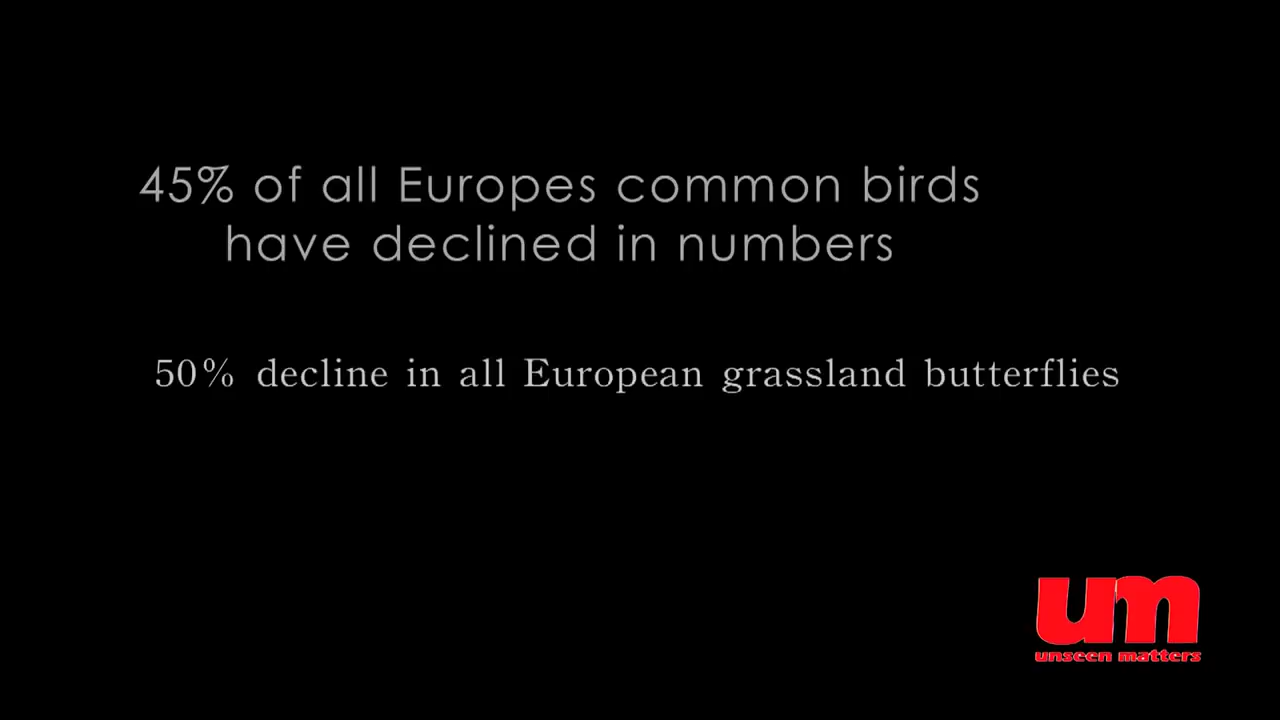 45% of all Europes common birds
have declined in numbers
50% decline in all European grassland butterflies
um
unseen matters